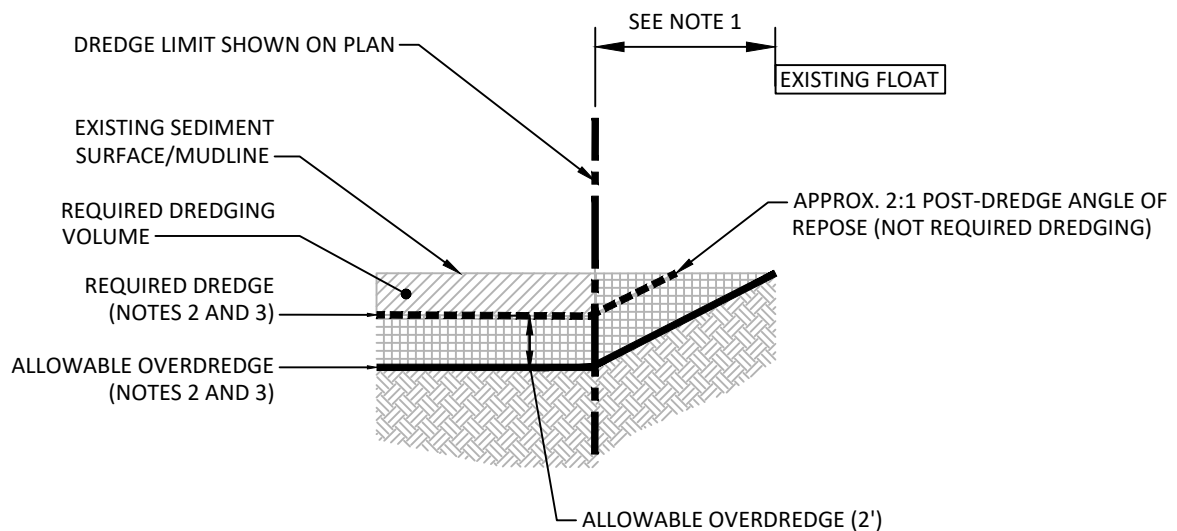 SEE NOTE 1
DREDGE LIMIT SHOWN ON PLAN
EXISTING FLOAT
EXISTING SEDIMENT
SURFACE/MUDLINE
APPROX. 2:1 POST-DREDGE ANGLE OF
REPOSE (NOT REQUIRED DREDGING)
REQUIRED DREDGING
VOLUME
REQUIRED DREDGE
(NOTES 2 AND 3)
ALLOWABLE OVERDREDGE
(NOTES 2 AND 3)
ALLOWABLE OVERDREDGE (2')